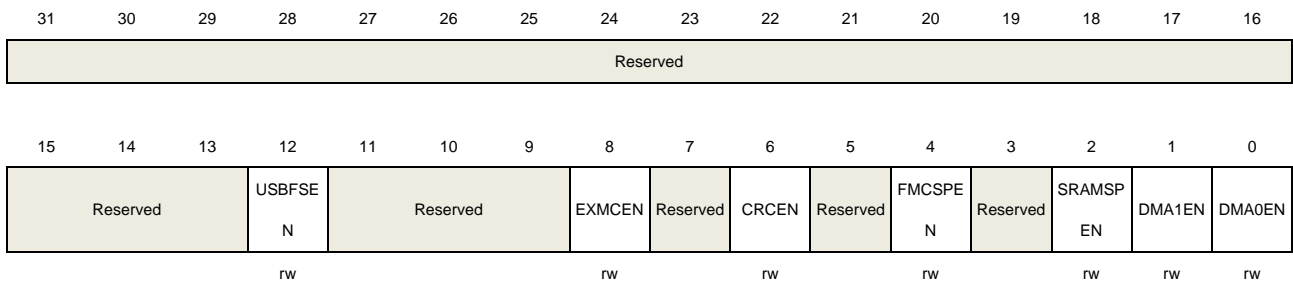 31 30 29 28 27 26 25 24 23 22 21 20 19 18 17 16
Reserved
15 14 13 12 11 10 9 8 7 6 5 4 3 2 1 0
Reserved USBFSE N Reserved EXMCEN Reserved CRCEN Reserved FMCSPE N Reserved SRAMSP EN DMA1EN DMA0EN
rw rw rw rw rw rw rw